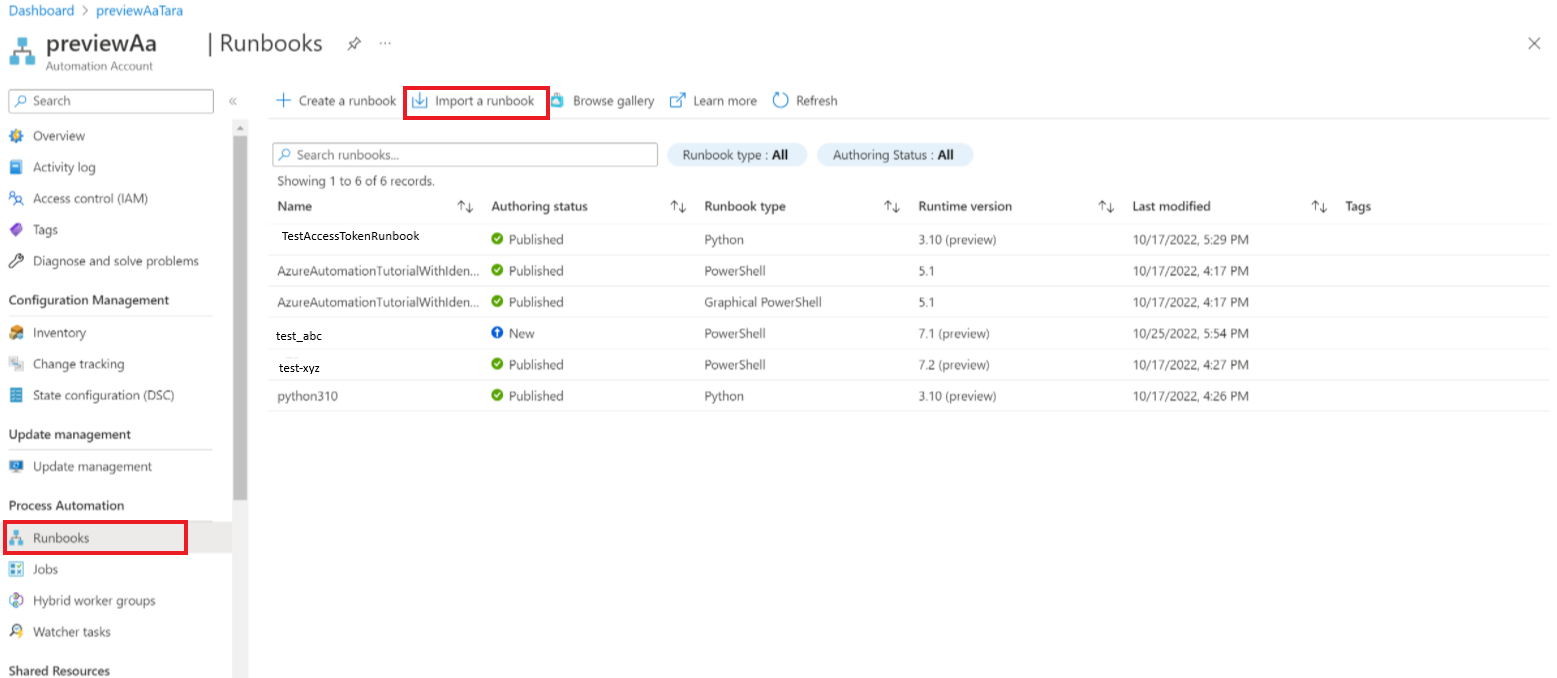 Dashboard > previewAaTara
previewAa | Runbooks ...
Automation Account
Search «
+ Create a runbook Import a runbook Browse gallery Learn more Refresh
Overview
Activity log
Access control (IAM)
Tags
Diagnose and solve problems
Configuration Management
Inventory
Change tracking
State configuration (DSC)
Update management
Update management
Process Automation
Runbooks
Jobs
Hybrid worker groups
Watcher tasks
Shared Resources
Search runbooks... Runbook type : All Authoring Status : All
Showing 1 to 6 of 6 records.
Name ↑↓ Authoring status ↑↓ Runbook type ↑↓ Runtime version ↑↓ Last modified ↑↓ Tags
TestAccessTokenRunbook Published Python 3.10 (preview) 10/17/2022, 5:29 PM
AzureAutomationTutorialWithIden... Published PowerShell 5.1 10/17/2022, 4:17 PM
AzureAutomationTutorialWithIden... Published Graphical PowerShell 5.1 10/17/2022, 4:17 PM
test_abc New PowerShell 7.1 (preview) 10/25/2022, 5:54 PM
test-xyz Published PowerShell 7.2 (preview) 10/17/2022, 4:27 PM
python310 Published Python 3.10 (preview) 10/17/2022, 4:26 PM